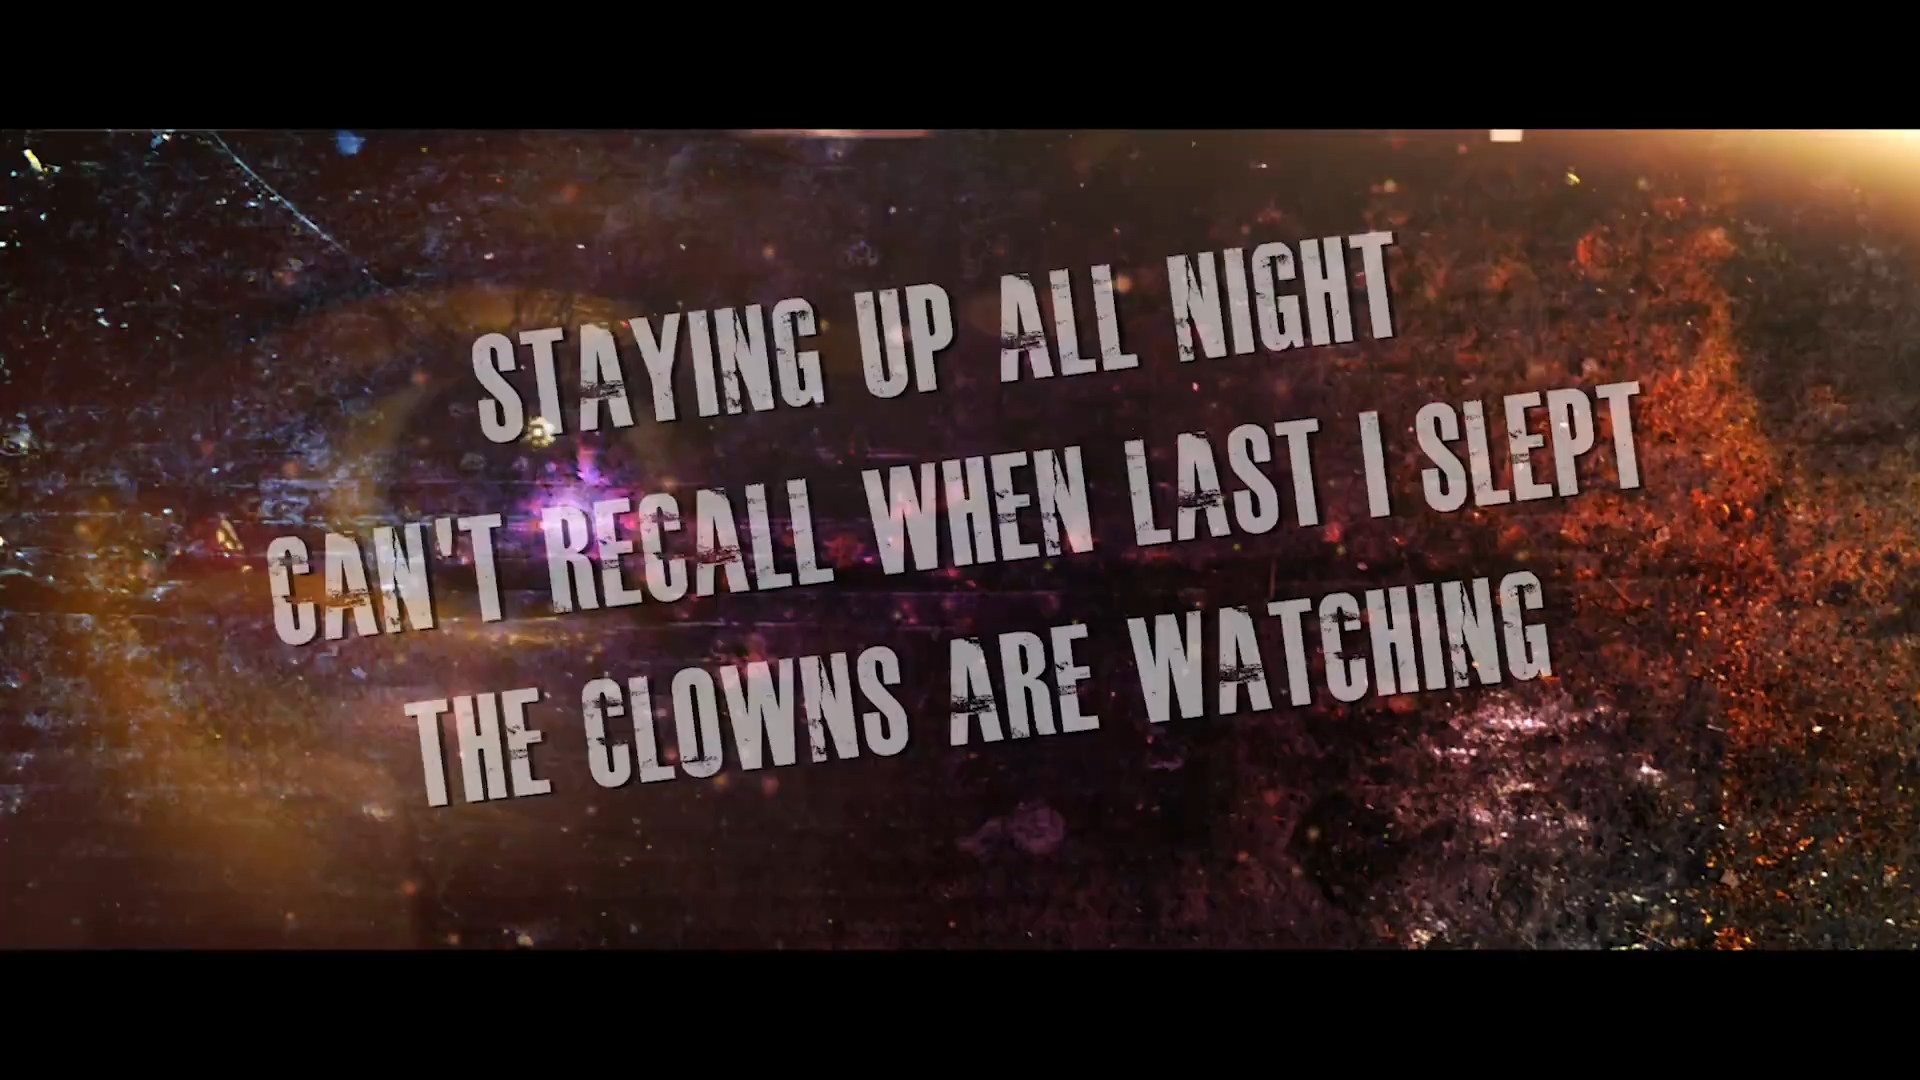 STAYING UP ALL NIGHT
CAN'T RECALL WHEN LAST I SLEPT
THE CLOWNS ARE WATCHING